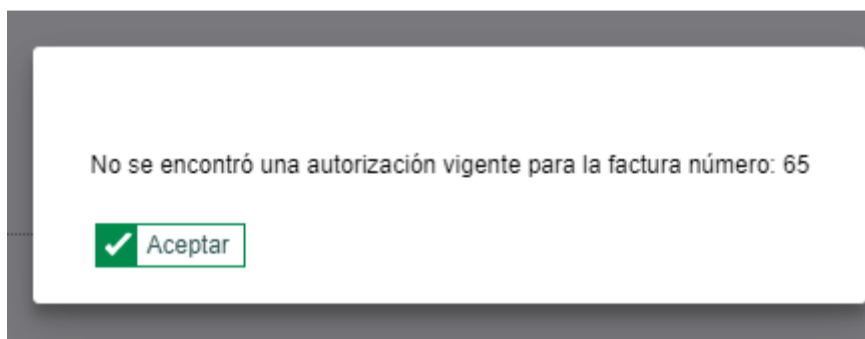 No se encontró una autorización vigente para la factura número: 65
Aceptar